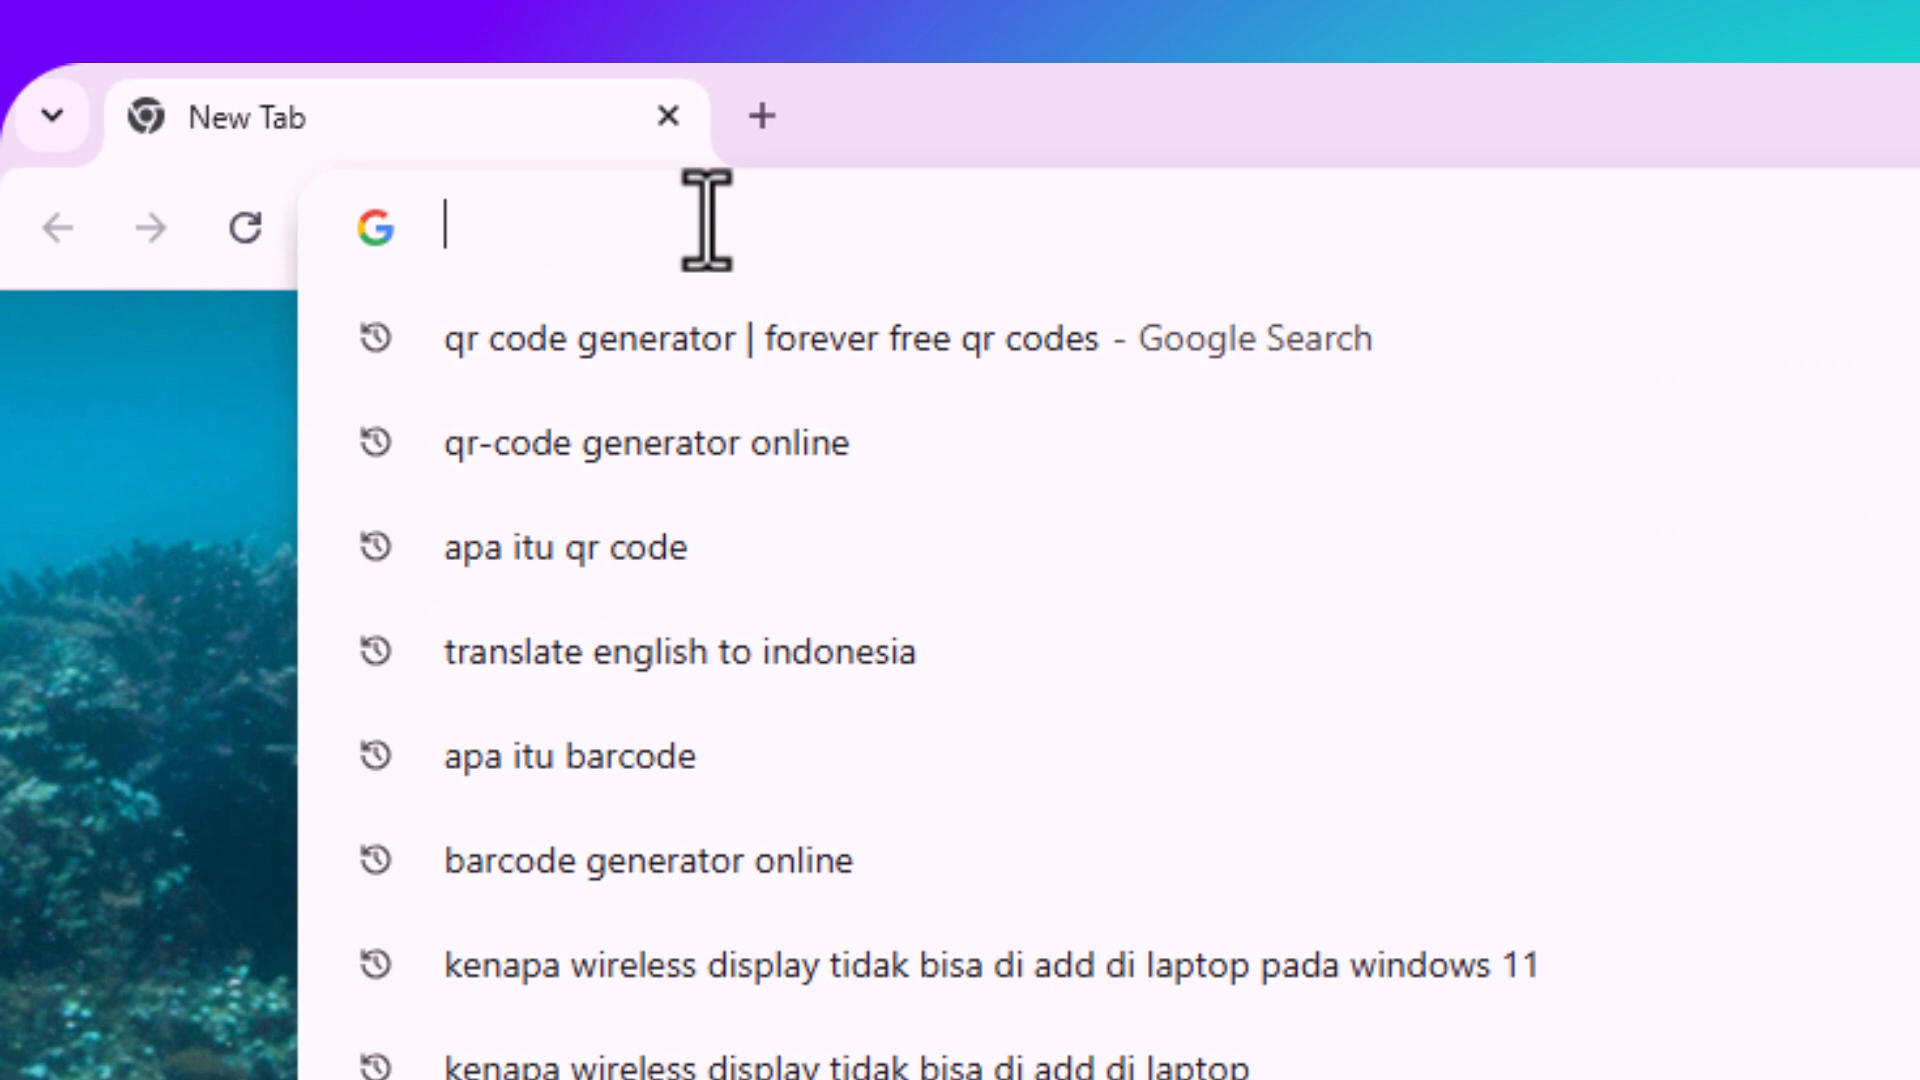 New Tab
qr code generator | forever free qr codes - Google Search
qr-code generator online
apa itu qr code
translate english to indonesia
apa itu barcode
barcode generator online
kenapa wireless display tidak bisa di add di laptop pada windows 11
kenapa wireless display tidak bisa di add di laptop